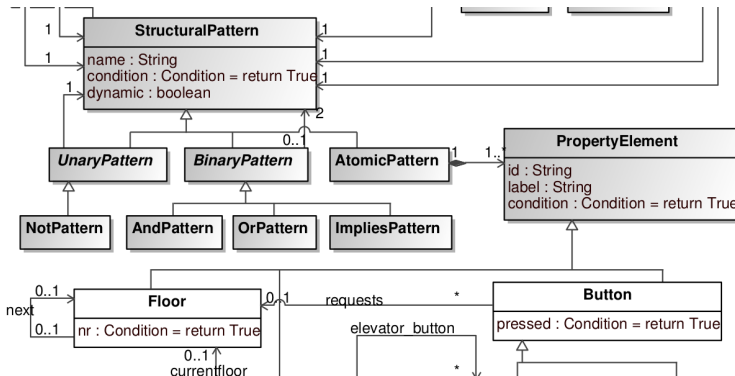 StructuralPattern
1
1
name : String
1
1
condition : Condition = return True
1
1
dynamic : boolean
2
0..1
UnaryPattern
BinaryPattern
AtomicPattern
1
1..*
PropertyElement
id : String
label : String
condition : Condition = return True
NotPattern
AndPattern
OrPattern
ImpliesPattern
0..1
next
0..1
Floor
nr : Condition = return True
0..1
requests
*
Button
pressed : Condition = return True
elevator_button
0..1
currentfloor
*